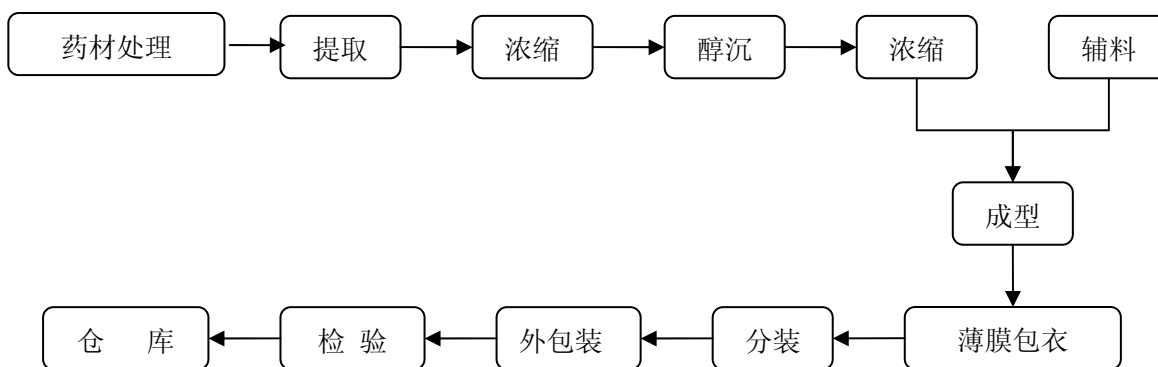 药材处理
提取
浓缩
醇沉
浓缩
辅料
成型
薄膜包衣
分装
外包装
检 验
仓 库